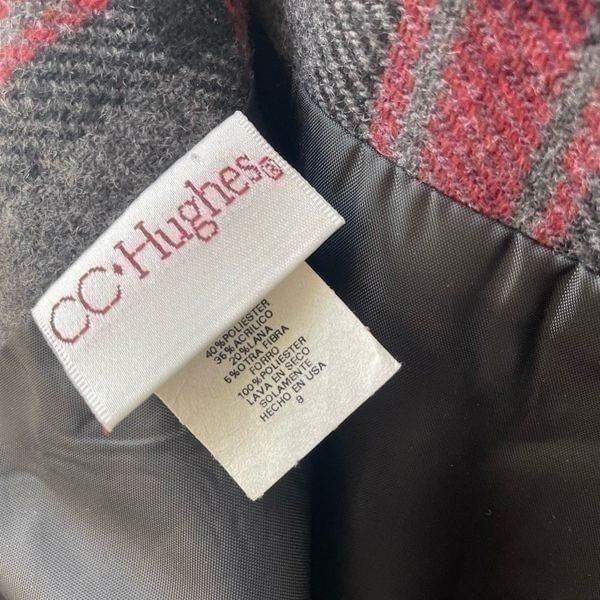 CC·Hughes®
40%POLIESTER
36%ACRILICO
20%LANA
5%OTRA FIBRA
FORRO
100%POLIESTER
LAVA EN SECO
SOLAMENTE
HECHO EN USA
9